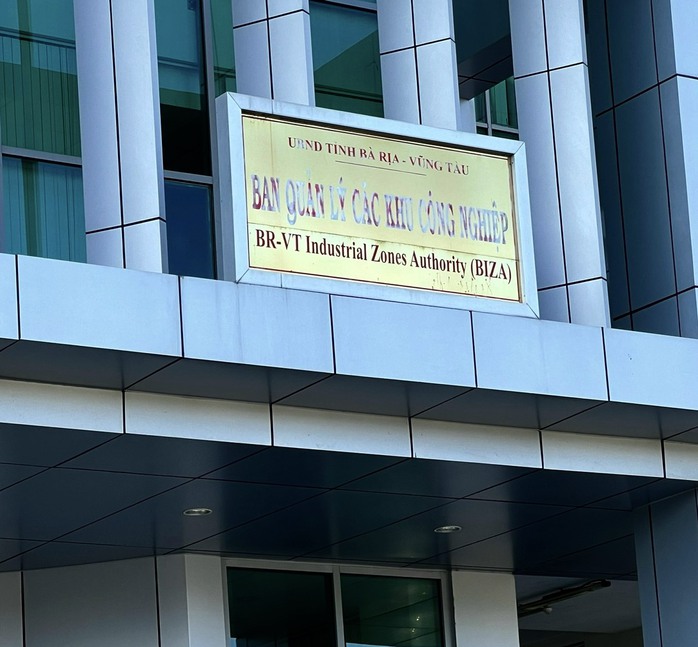 UBND TỈNH BÀ RỊA - VŨNG TÀU
BAN QUẢN LÝ CÁC KHU CÔNG NGHIỆP
BR-VT Industrial Zones Authority (BIZA)